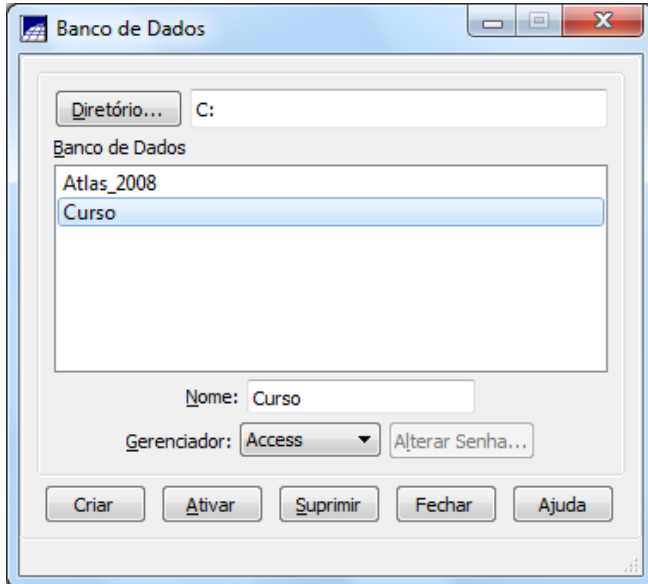 Banco de Dados
Diretório... C:
Banco de Dados
Atlas_2008
Curso
Nome: Curso
Gerenciador: Access Alterar Senha...
Criar Ativar Suprimir Fechar Ajuda